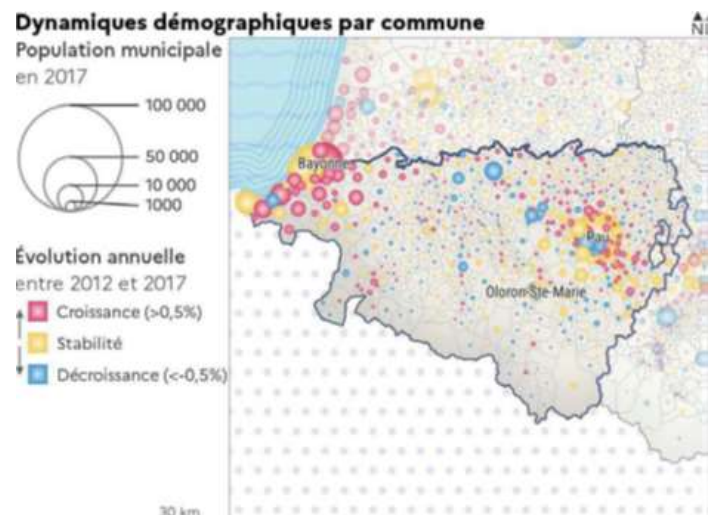 Dynamiques démographiques par commune
N
Population municipale
en 2017
100 000
50 000
10 000
1000
Évolution annuelle
entre 2012 et 2017
Croissance (>0,5%)
Stabilité
Décroissance (<-0,5%)
Bayonne
Pau
Oloron-Ste-Marie
30 km